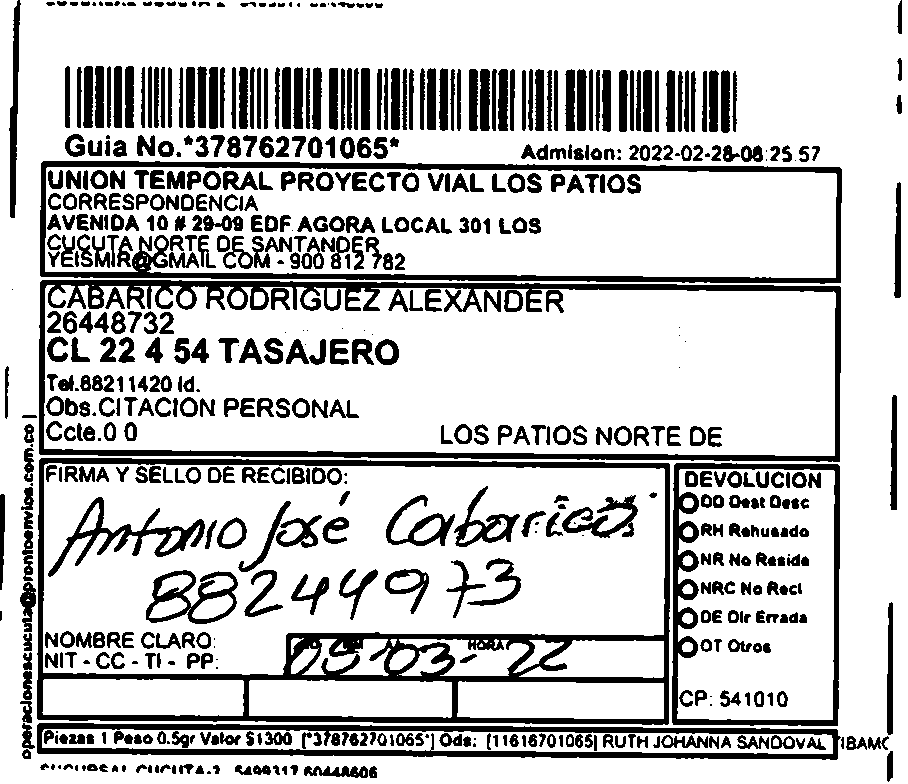 Guia No.*378762701065*
Admision: 2022-02-28-08:25.57
UNION TEMPORAL PROYECTO VIAL LOS PATIOS
CORRESPONDENCIA
AVENIDA 10 # 29-09 EDF AGORA LOCAL 301 LOS
CUCUTA NORTE DE SANTANDER
YEISMIR@GMAIL COM - 900 812 782
CABARICO RODRIGUEZ ALEXANDER
26448732
CL 22 4 54 TASAJERO
Tel.88211420 Id.
Obs.CITACION PERSONAL
Ccte.0 0 LOS PATIOS NORTE DE
operacionescucuta@prontoenvios.com.co
FIRMA Y SELLO DE RECIBIDO:
Antonio José Cabarico
88244973
NOMBRE CLARO:
NIT - CC - TI - PP:
HORA
05-03-22
DEVOLUCION
DD Dest Desc
RH Rehusado
NR No Reside
NRC No Recl
DE Dir Errada
OT Otros
CP: 541010
Piezas 1 Peso 0.5gr Valor $1300 [*378762701065*] Ods: [11616701065] RUTH JOHANNA SANDOVAL
SUCURSAL CUCUTA-2